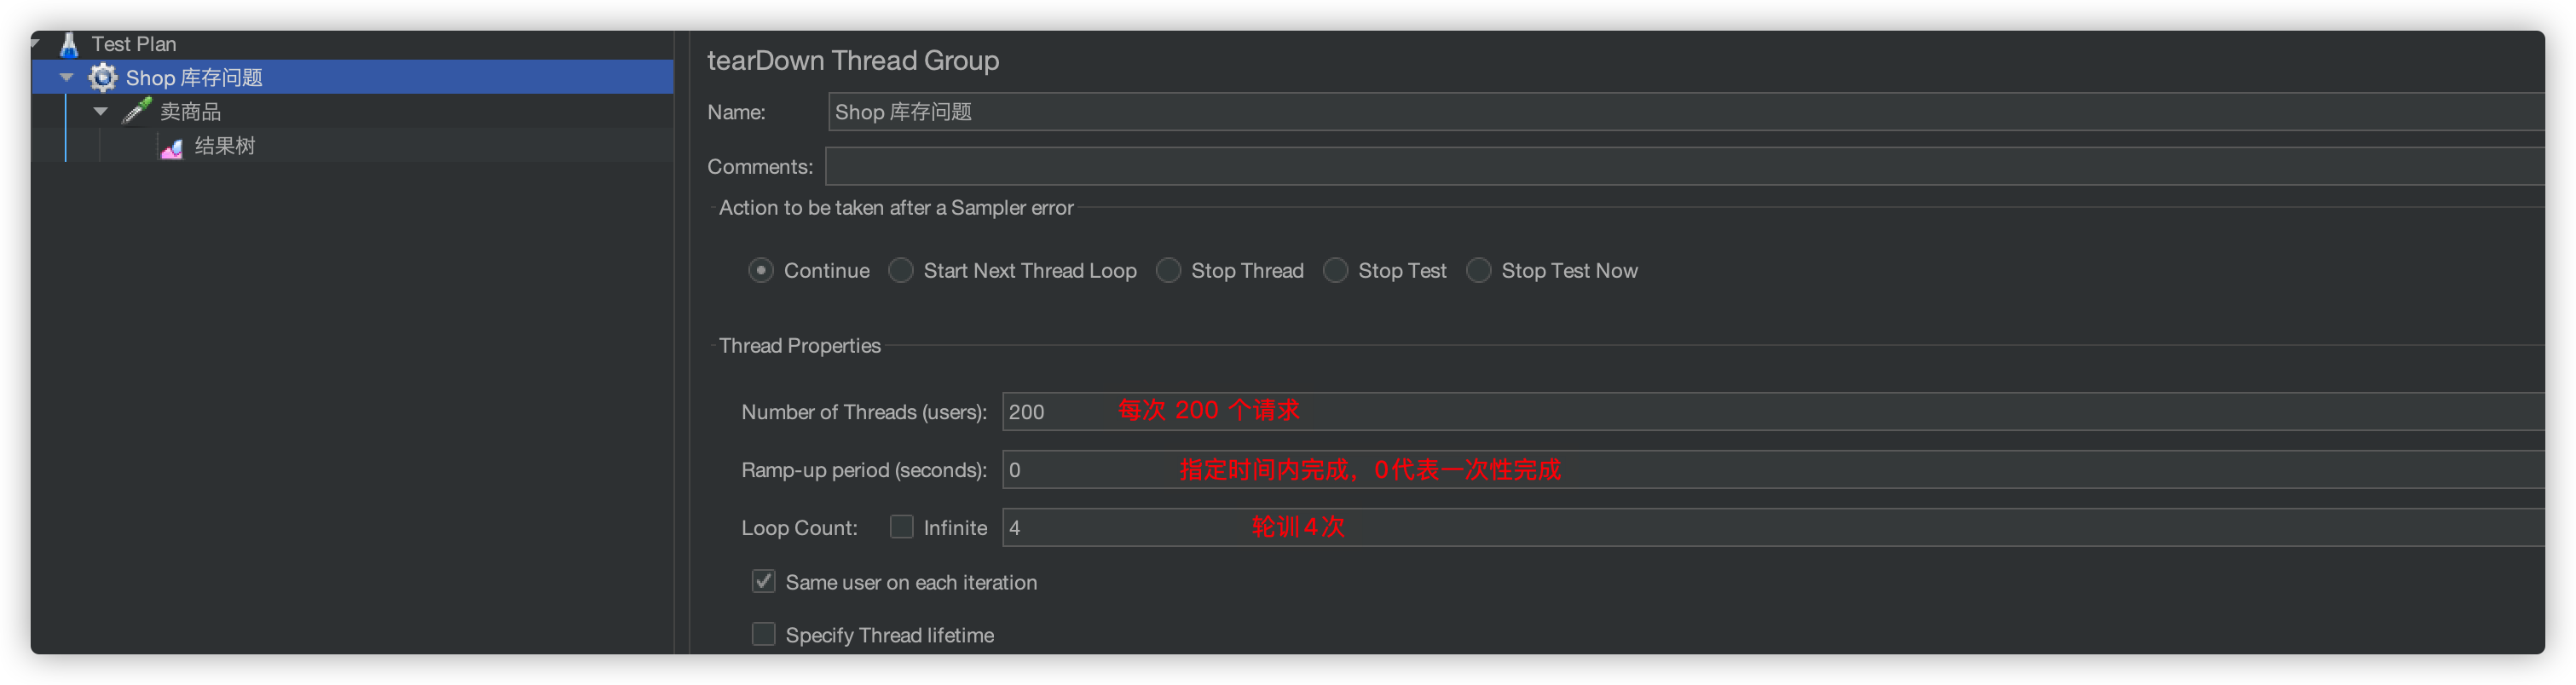 Test Plan
Shop 库存问题
卖商品
结果树
tearDown Thread Group
Name: Shop 库存问题
Comments:
Action to be taken after a Sampler error
Continue Start Next Thread Loop Stop Thread Stop Test Stop Test Now
Thread Properties
Number of Threads (users): 200 每次 200 个请求
Ramp-up period (seconds): 0 指定时间内完成，0代表一次性完成
Loop Count: Infinite 4 轮训4次
Same user on each iteration
Specify Thread lifetime